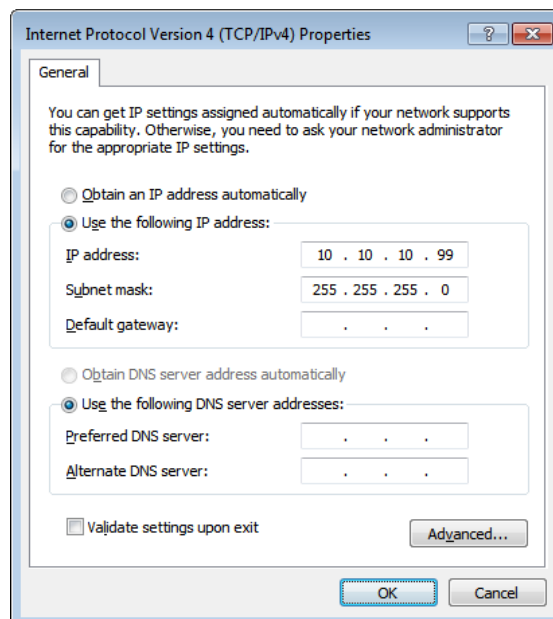 Internet Protocol Version 4 (TCP/IPv4) Properties
?
General
You can get IP settings assigned automatically if your network supports
this capability. Otherwise, you need to ask your network administrator
for the appropriate IP settings.
Obtain an IP address automatically
Use the following IP address:
IP address: 10 . 10 . 10 . 99
Subnet mask: 255 . 255 . 255 . 0
Default gateway: . . .
Obtain DNS server address automatically
Use the following DNS server addresses:
Preferred DNS server: . . .
Alternate DNS server: . . .
Validate settings upon exit
Advanced...
OK Cancel